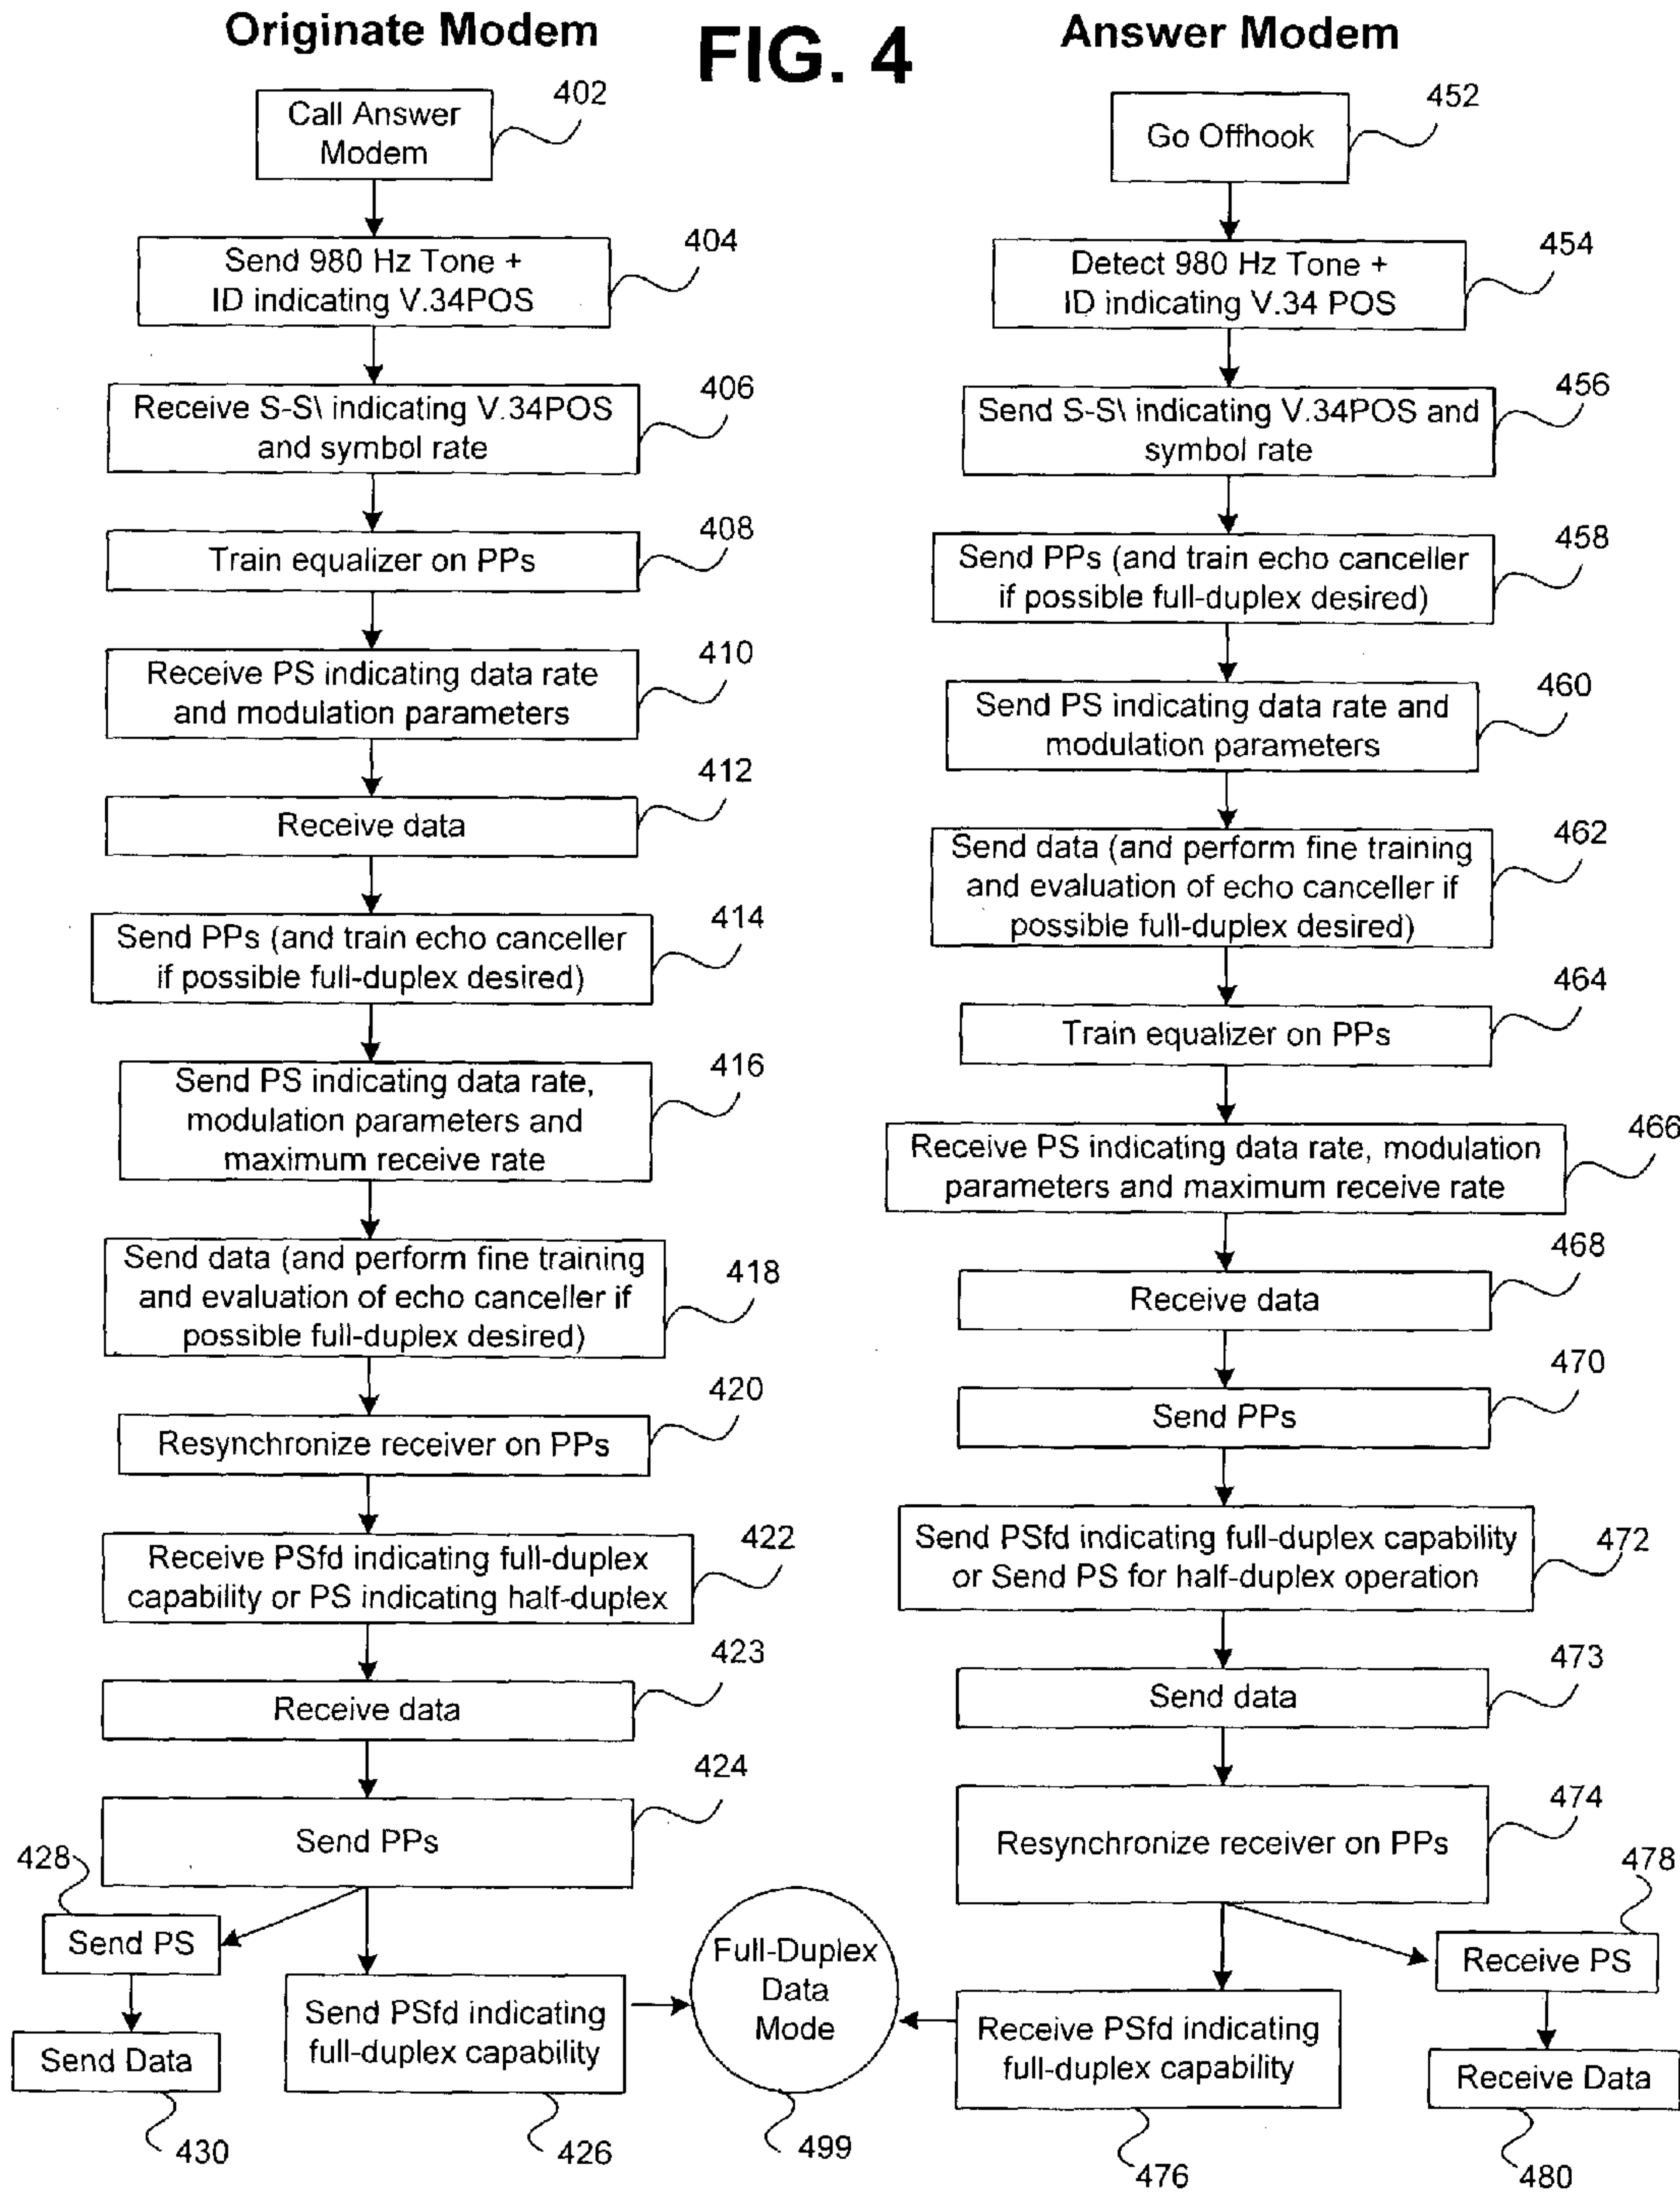 Originate Modem
FIG. 4
Answer Modem
Call Answer
Modem
402
Send 980 Hz Tone +
ID indicating V.34POS
404
Receive S-S\ indicating V.34POS
and symbol rate
406
Train equalizer on PPs
408
Receive PS indicating data rate
and modulation parameters
410
Receive data
412
Send PPs (and train echo canceller
if possible full-duplex desired)
414
Send PS indicating data rate,
modulation parameters and
maximum receive rate
416
Send data (and perform fine training
and evaluation of echo canceller if
possible full-duplex desired)
418
Resynchronize receiver on PPs
420
Receive PSfd indicating full-duplex
capability or PS indicating half-duplex
422
Receive data
423
Send PPs
424
428
Send PS
Send Data
430
Send PSfd indicating
full-duplex capability
426
Full-Duplex
Data
Mode
499
Go Offhook
452
Detect 980 Hz Tone +
ID indicating V.34 POS
454
Send S-S\ indicating V.34POS and
symbol rate
456
Send PPs (and train echo canceller
if possible full-duplex desired)
458
Send PS indicating data rate and
modulation parameters
460
Send data (and perform fine training
and evaluation of echo canceller if
possible full-duplex desired)
462
Train equalizer on PPs
464
Receive PS indicating data rate, modulation
parameters and maximum receive rate
466
Receive data
468
Send PPs
470
Send PSfd indicating full-duplex capability
or Send PS for half-duplex operation
472
Send data
473
Resynchronize receiver on PPs
474
Receive PSfd indicating
full-duplex capability
476
478
Receive PS
Receive Data
480